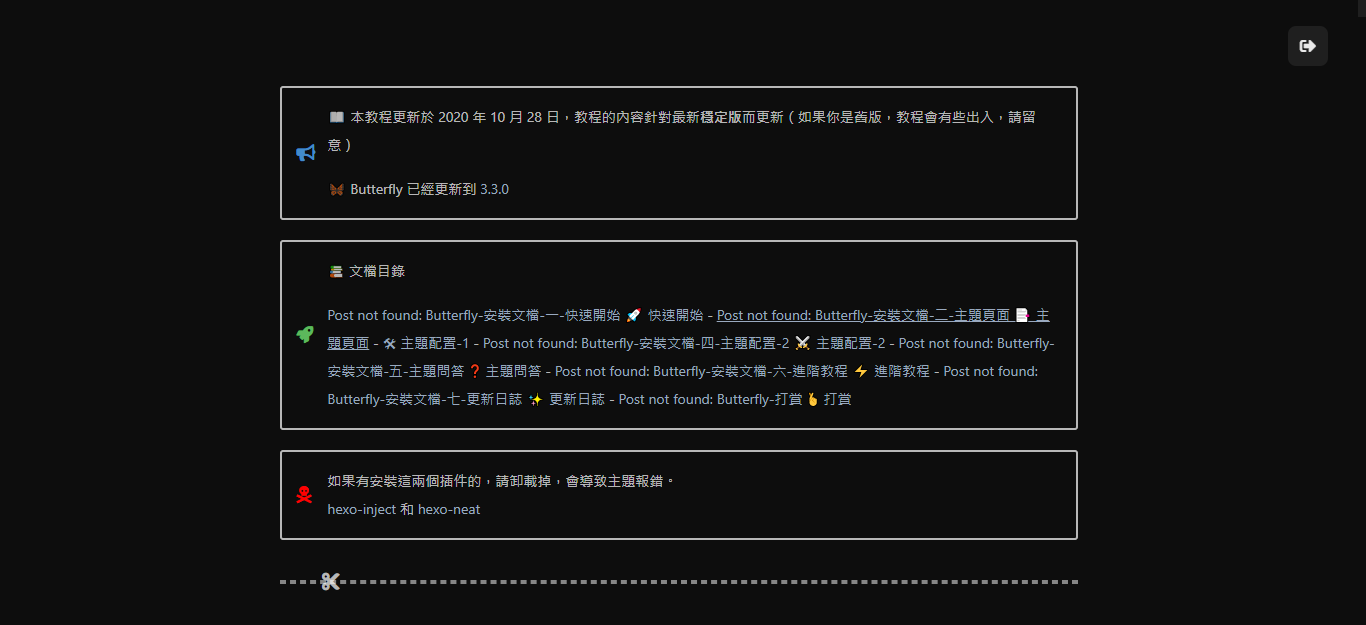 📖 本教程更新於 2020 年 10 月 28 日，教程的內容針對最新穩定版而更新（如果你是舊版，教程會有些出入，請留
意）
🦋 Butterfly 已經更新到 3.3.0
📚 文檔目錄
Post not found: Butterfly-安裝文檔-一-快速開始 🚀 快速開始 - Post not found: Butterfly-安裝文檔-二-主題頁面 📑 主
題頁面 - 🛠 主題配置-1 - Post not found: Butterfly-安裝文檔-四-主題配置-2 ⚔️ 主題配置-2 - Post not found: Butterfly-
安裝文檔-五-主題問答 ❓ 主題問答 - Post not found: Butterfly-安裝文檔-六-進階教程 ⚡️ 進階教程 - Post not found:
Butterfly-安裝文檔-七-更新日誌 ✨ 更新日誌 - Post not found: Butterfly-打賞 🫰 打賞
如果有安裝這兩個插件的，請卸載掉，會導致主題報錯。
hexo-inject 和 hexo-neat